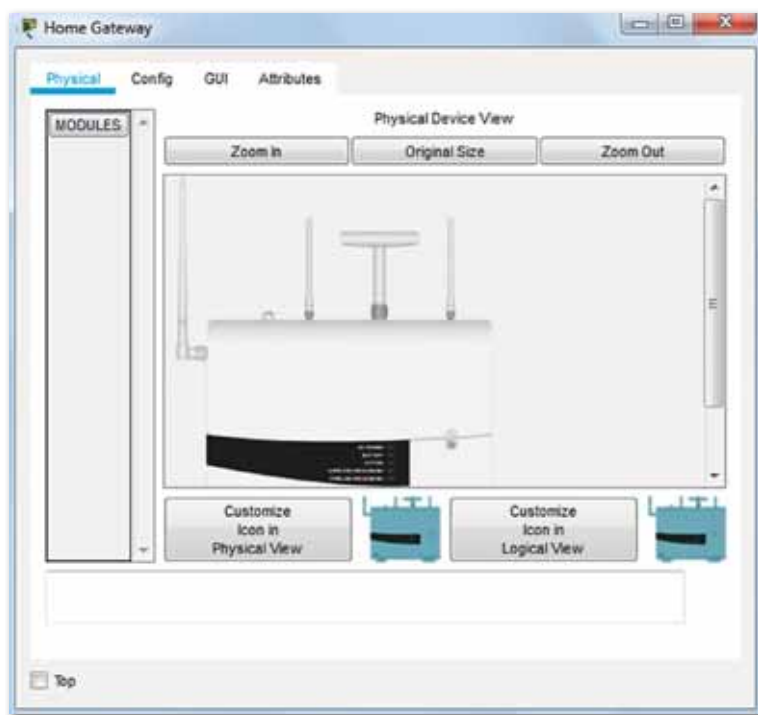 Home Gateway
Physical Config GUI Attributes
MODULES
Physical Device View
Zoom In Original Size Zoom Out
Customize
Icon in
Physical View
Customize
Icon in
Logical View
Top